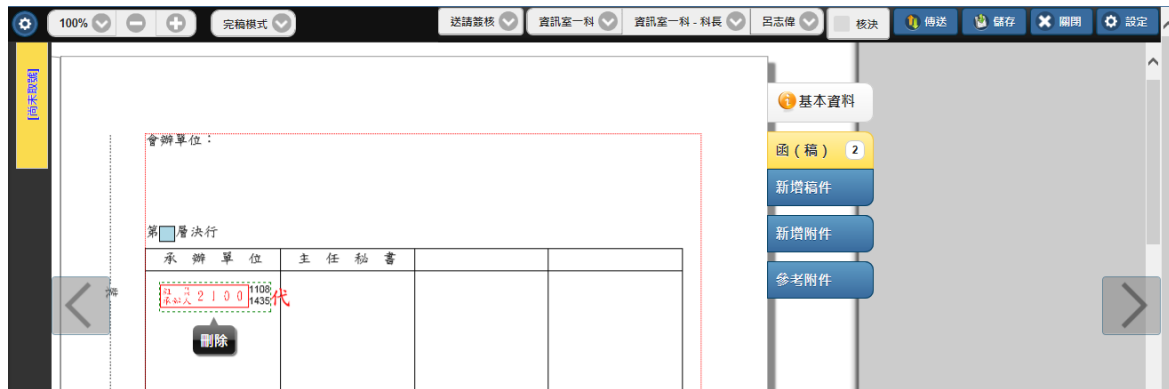 100% 完稿模式 送請簽核 資訊室一科 資訊室一科 - 科長 呂志偉 核決 傳送 儲存 關閉 設定
[尚未取號]
基本資料
會辦單位：
函(稿) 2
新增稿件
第 層決行
新增附件
承辦單位 主任秘書
參考附件
承辦人 2100 1108 1435 代
刪除